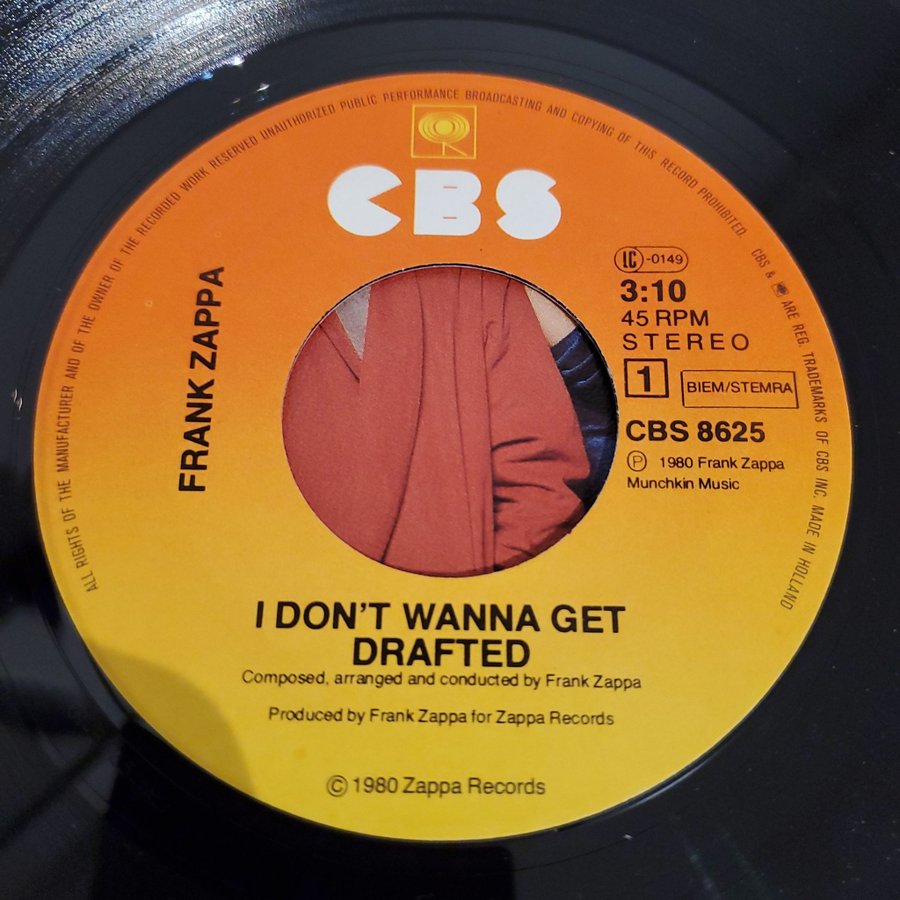 ALL RIGHTS OF THE MANUFACTURER AND OF THE OWNER OF THE RECORDED WORK RESERVED UNAUTHORIZED PUBLIC PERFORMANCE BROADCASTING AND COPYING OF THIS RECORD PROHIBITED. CBS & ARE REG. TRADEMARKS OF CBS INC. MADE IN HOLLAND
CBS
FRANK ZAPPA
LC-0149
3:10
45 RPM
STEREO
1 BIEM/STEMRA
CBS 8625
Ⓟ 1980 Frank Zappa
Munchkin Music
I DON'T WANNA GET
DRAFTED
Composed, arranged and conducted by Frank Zappa
Produced by Frank Zappa for Zappa Records
© 1980 Zappa Records